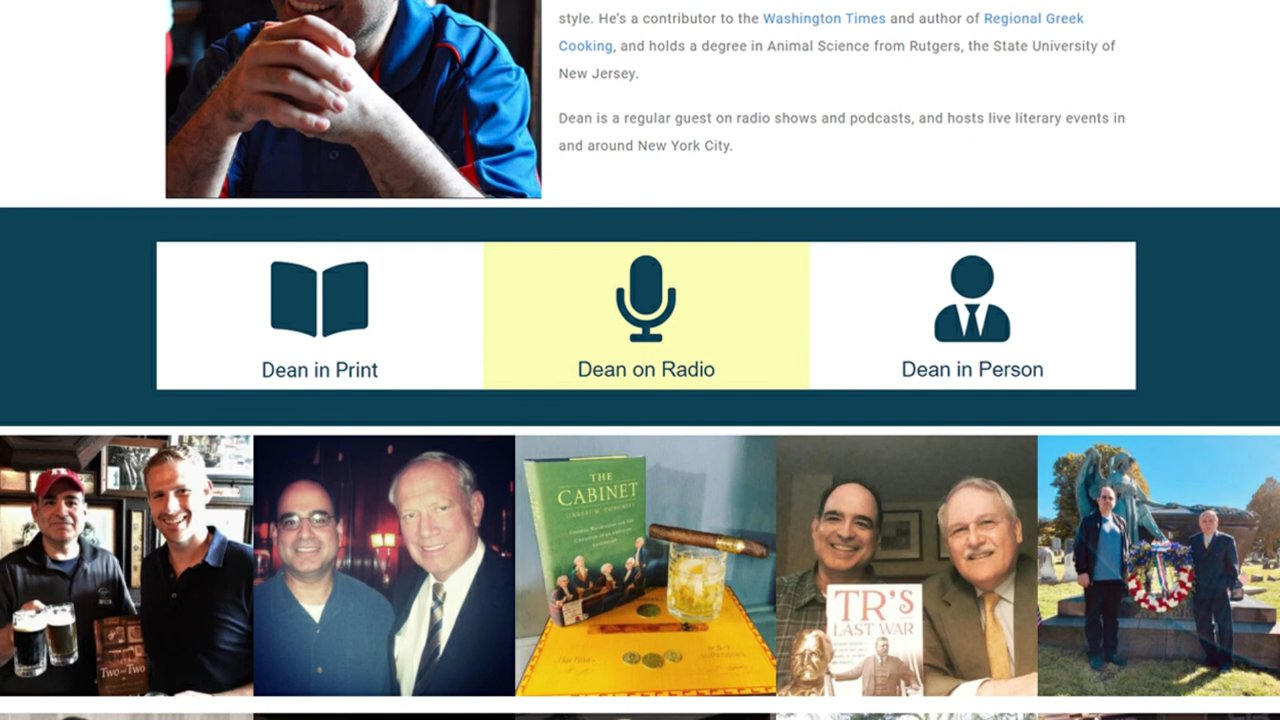 style. He's a contributor to the Washington Times and author of Regional Greek
Cooking, and holds a degree in Animal Science from Rutgers, the State University of
New Jersey.
Dean is a regular guest on radio shows and podcasts, and hosts live literary events in
and around New York City.
Dean in Print
Dean on Radio
Dean in Person
THE
CABINET
TR'S
LAST WAR
Two and Two